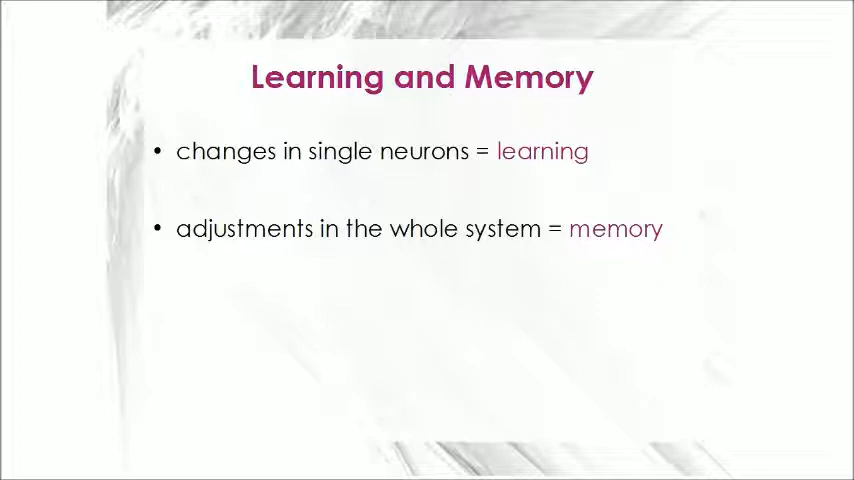 Learning and Memory
• changes in single neurons = learning
• adjustments in the whole system = memory